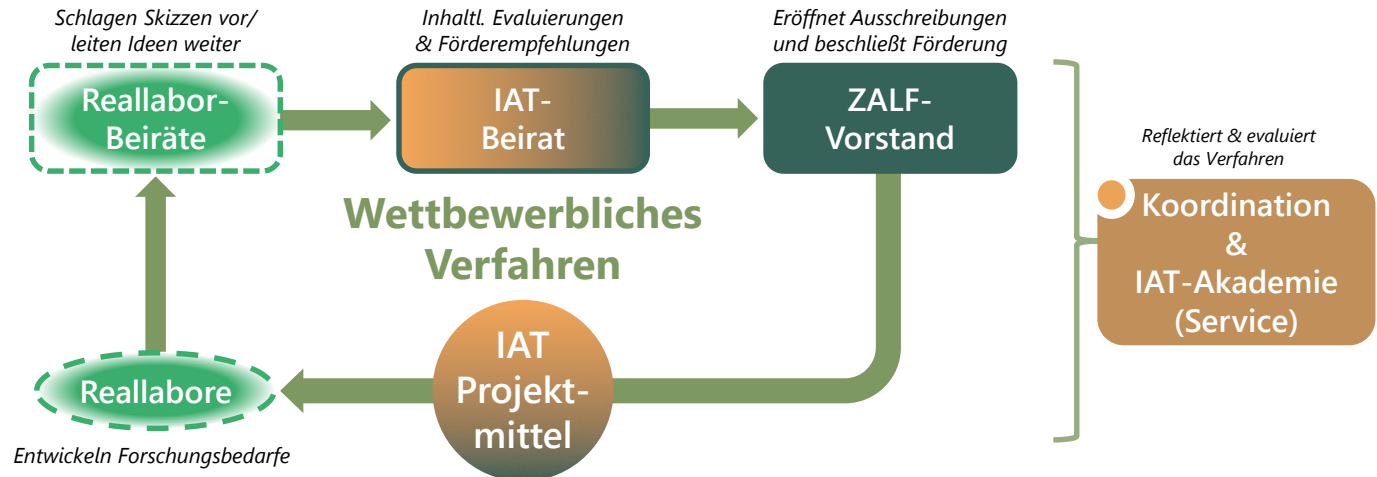 Schlagen Skizzen vor/
leiten Ideen weiter
Reallabor-
Beiräte
Inhaltl. Evaluierungen
& Förderempfehlungen
IAT-
Beirat
Eröffnet Ausschreibungen
und beschließt Förderung
ZALF-
Vorstand
Reflektiert & evaluiert
das Verfahren
Koordination
&
IAT-Akademie
(Service)
Wettbewerbliches
Verfahren
IAT
Projekt-
mittel
Reallabore
Entwickeln Forschungsbedarfe